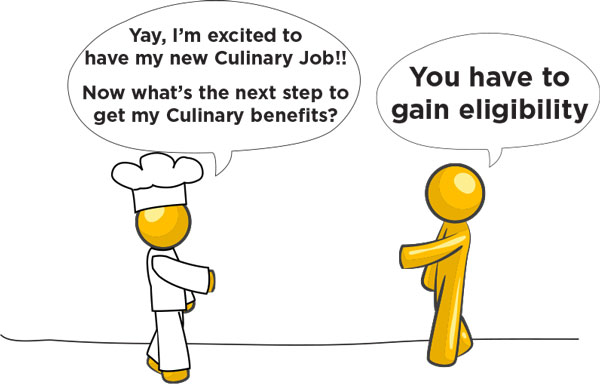 Yay, I'm excited to
have my new Culinary Job!!
Now what's the next step to
get my Culinary benefits?
You have to
gain eligibility